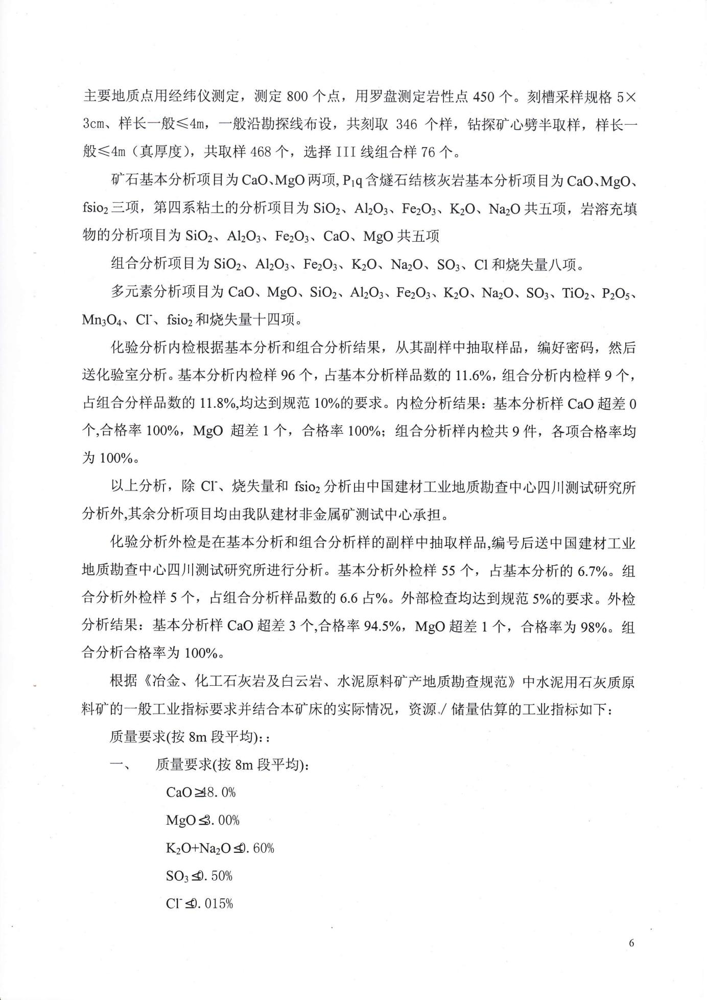 主要地质点用经纬仪测定，测定 800 个点，用罗盘测定岩性点 450 个。刻槽采样规格 5×
3cm、样长一般≤4m，一般沿勘探线布设，共刻取 346 个样，钻探矿心劈半取样，样长一
般≤4m（真厚度），共取样 468 个，选择 III 线组合样 76 个。
矿石基本分析项目为 CaO、MgO 两项, P₁q 含燧石结核灰岩基本分析项目为 CaO、MgO、
fsio₂ 三项，第四系粘土的分析项目为 SiO₂、Al₂O₃、Fe₂O₃、K₂O、Na₂O 共五项，岩溶充填
物的分析项目为 SiO₂、Al₂O₃、Fe₂O₃、CaO、MgO 共五项
组合分析项目为 SiO₂、Al₂O₃、Fe₂O₃、K₂O、Na₂O、SO₃、Cl 和烧失量八项。
多元素分析项目为 CaO、MgO、SiO₂、Al₂O₃、Fe₂O₃、K₂O、Na₂O、SO₃、TiO₂、P₂O₅、
Mn₃O₄、Cl⁻、fsio₂ 和烧失量十四项。
化验分析内检根据基本分析和组合分析结果，从其副样中抽取样品，编好密码，然后
送化验室分析。基本分析内检样 96 个，占基本分析样品数的 11.6%，组合分析内检样 9 个，
占组合分样品数的 11.8%,均达到规范 10%的要求。内检分析结果：基本分析样 CaO 超差 0
个,合格率 100%，MgO 超差 1 个，合格率 100%；组合分析样内检共 9 件，各项合格率均
为 100%。
以上分析，除 Cl⁻、烧失量和 fsio₂ 分析由中国建材工业地质勘查中心四川测试研究所
分析外,其余分析项目均由我队建材非金属矿测试中心承担。
化验分析外检是在基本分析和组合分析样的副样中抽取样品,编号后送中国建材工业
地质勘查中心四川测试研究所进行分析。基本分析外检样 55 个，占基本分析的 6.7%。组
合分析外检样 5 个，占组合分析样品数的 6.6 占%。外部检查均达到规范 5%的要求。外检
分析结果：基本分析样 CaO 超差 3 个,合格率 94.5%，MgO 超差 1 个，合格率为 98%。组
合分析合格率为 100%。
根据《冶金、化工石灰岩及白云岩、水泥原料矿产地质勘查规范》中水泥用石灰质原
料矿的一般工业指标要求并结合本矿床的实际情况，资源./ 储量估算的工业指标如下：
质量要求(按 8m 段平均)：:
一、 质量要求(按 8m 段平均)：
CaO≥48.0%
MgO≤3.00%
K₂O+Na₂O≤0.60%
SO₃≤0.50%
Cl⁻≤0.015%
6